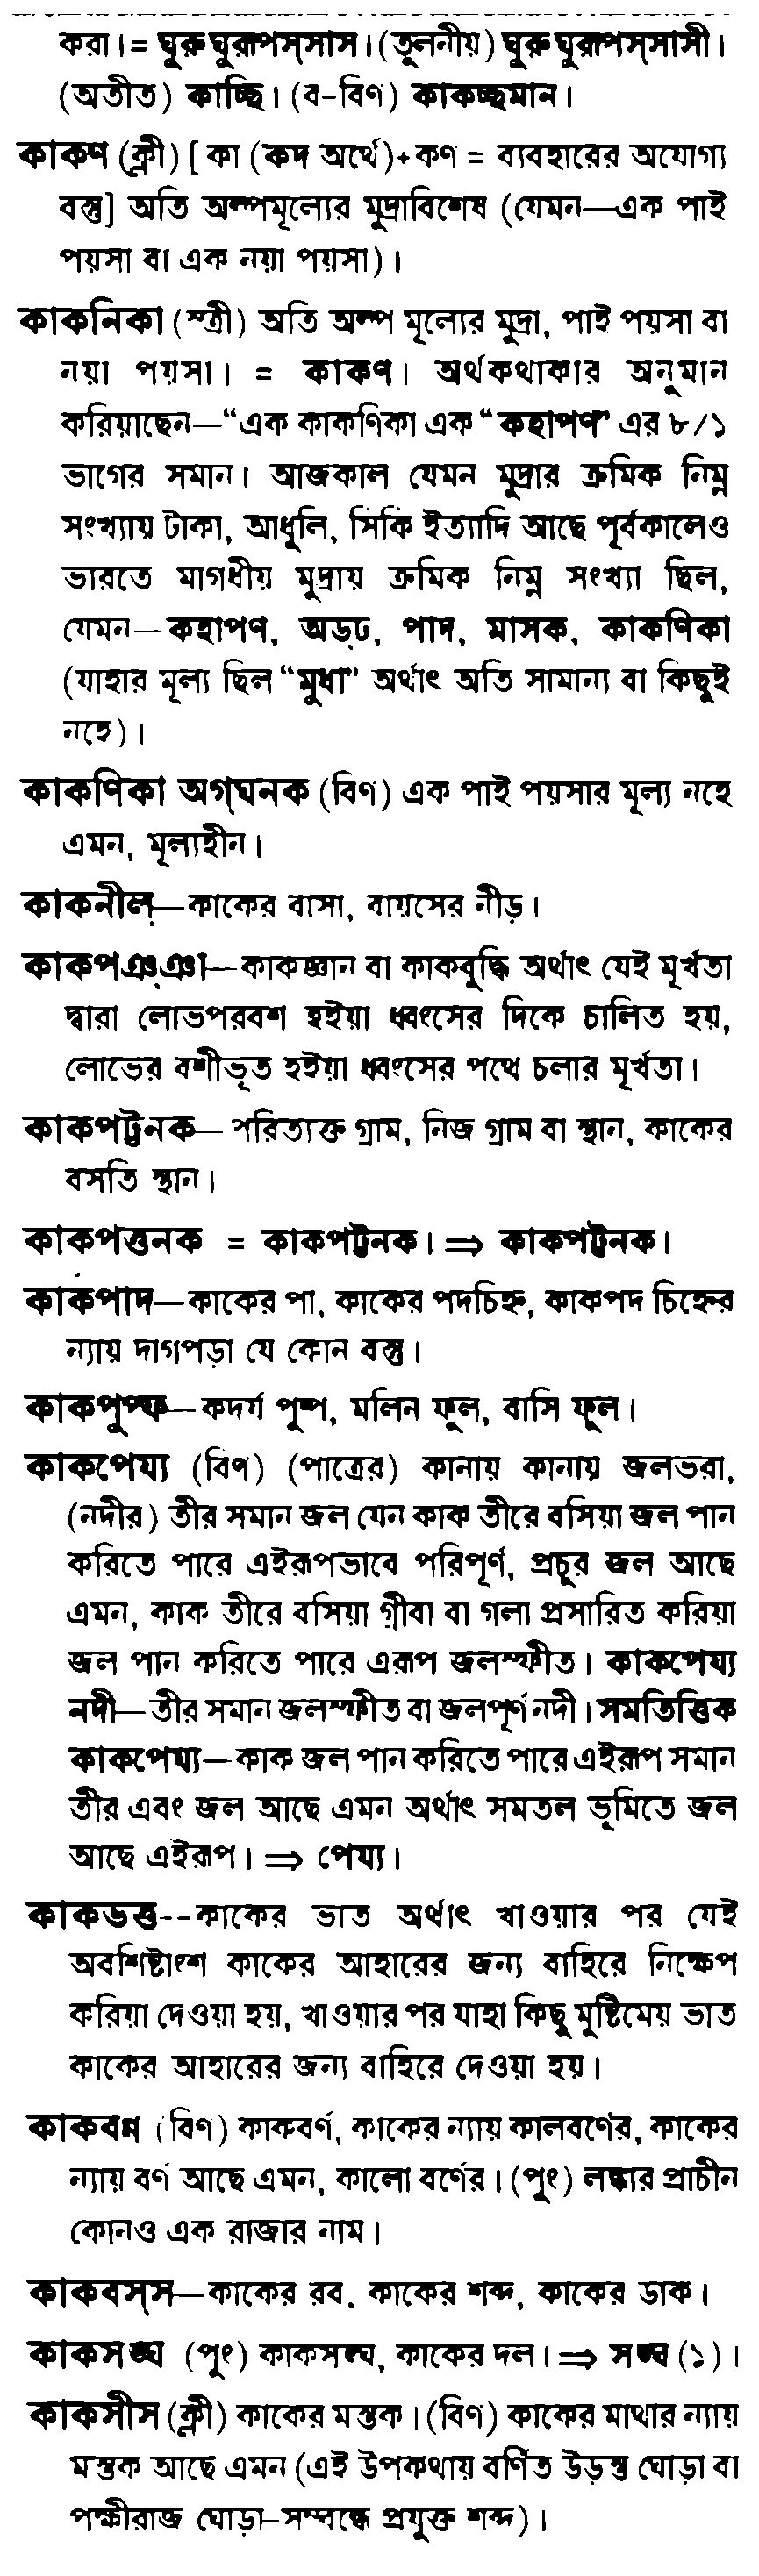 করা।= ঘুরুঘুরাপস্সাস। (তুলনীয়) ঘুরুঘুরাপস্সাসী।
(অতীত) কাচ্ছি। (ব-বিণ) কাকচ্ছমান।
কাকণ (ক্লী) [ কা (কদ অর্থে)+কণ = ব্যবহারের অযোগ্য
বস্তু] অতি অল্পমূল্যের মুদ্রাবিশেষ (যেমন—এক পাই
পয়সা বা এক নয়া পয়সা)।
কাকনিকা (স্ত্রী) অতি অল্প মূল্যের মুদ্রা, পাই পয়সা বা
নয়া পয়সা। = কাকণ। অর্থকথাকার অনুমান
করিয়াছেন—“এক কাকণিকা এক “কহাপণ” এর ৮/১
ভাগের সমান। আজকাল যেমন মুদ্রার ক্রমিক নিম্ন
সংখ্যায় টাকা, আধুলি, সিকি ইত্যাদি আছে পূর্বকালেও
ভারতে মাগধীয় মুদ্রায় ক্রমিক নিম্ন সংখ্যা ছিল,
যেমন—কহাপণ, অড্ঢ, পাদ, মাসক, কাকণিকা
(যাহার মূল্য ছিল “মুধা” অর্থাৎ অতি সামান্য বা কিছুই
নহে)।
কাকণিকা অগ্ঘনক (বিণ) এক পাই পয়সার মূল্য নহে
এমন, মূল্যহীন।
কাকনীল়—কাকের বাসা, বায়সের নীড়।
কাকপঞ্ঞা—কাকজ্ঞান বা কাকবুদ্ধি অর্থাৎ যেই মূর্খতা
দ্বারা লোভপরবশ হইয়া ধ্বংসের দিকে চালিত হয়,
লোভের বশীভূত হইয়া ধ্বংসের পথে চলার মূর্খতা।
কাকপট্টনক— পরিত্যক্ত গ্রাম, নিজ গ্রাম বা স্থান, কাকের
বসতি স্থান।
কাকপত্তনক = কাকপট্টনক। ⇒ কাকপট্টনক।
কাকপাদ—কাকের পা, কাকের পদচিহ্ন, কাকপদ চিহ্নের
ন্যায় দাগপড়া যে কোন বস্তু।
কাকপুপ্ফ—কদর্য পুষ্প, মলিন ফুল, বাসি ফুল।
কাকপেয্য (বিণ) (পাত্রের) কানায় কানায় জলভরা,
(নদীর) তীর সমান জল যেন কাক তীরে বসিয়া জল পান
করিতে পারে এইরূপভাবে পরিপূর্ণ, প্রচুর জল আছে
এমন, কাক তীরে বসিয়া গ্রীবা বা গলা প্রসারিত করিয়া
জল পান করিতে পারে এরূপ জলস্ফীত। কাকপেয্য
নদী—তীর সমান জলস্ফীত বা জলপূর্ণ নদী। সমতিত্তিক
কাকপেয্য—কাক জল পান করিতে পারে এইরূপ সমান
তীর এবং জল আছে এমন অর্থাৎ সমতল ভূমিতে জল
আছে এইরূপ। ⇒ পেয্য।
কাকভত্ত--কাকের ভাত অর্থাৎ খাওয়ার পর যেই
অবশিষ্টাংশ কাকের আহারের জন্য বাহিরে নিক্ষেপ
করিয়া দেওয়া হয়, খাওয়ার পর যাহা কিছু মুষ্টিমেয় ভাত
কাকের আহারের জন্য বাহিরে দেওয়া হয়।
কাকবণ্ন (বিণ) কাকবর্ণ, কাকের ন্যায় কালবর্ণের, কাকের
ন্যায় বর্ণ আছে এমন, কালো বর্ণের। (পুং) লঙ্কার প্রাচীন
কোনও এক রাজার নাম।
কাকবস্স—কাকের রব, কাকের শব্দ, কাকের ডাক।
কাকসঙ্ঘ (পুং) কাকসঙ্ঘ, কাকের দল। ⇒ সঙ্ঘ (১)।
কাকসীস (ক্লী) কাকের মস্তক। (বিণ) কাকের মাথার ন্যায়
মস্তক আছে এমন (এই উপকথায় বর্ণিত উড়ন্ত ঘোড়া বা
পক্ষীরাজ ঘোড়া-সম্বন্ধে প্রযুক্ত শব্দ)।